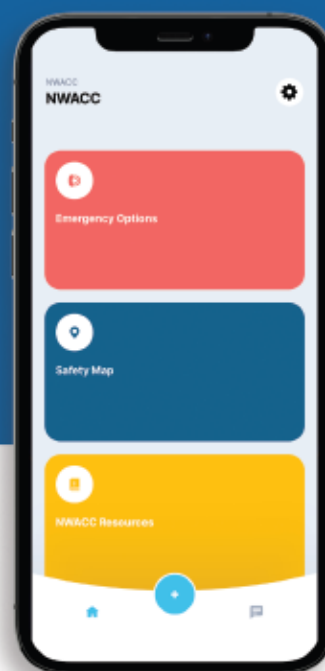 NWACC
NWACC
Emergency Options
Safety Map
NWACC Resources